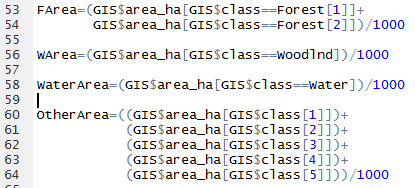 53 FArea=(GIS$area_ha[GIS$class==Forest[1]]+
54 GIS$area_ha[GIS$class==Forest[2]])/1000
55
56 WArea=(GIS$area_ha[GIS$class==Woodlnd])/1000
57
58 WaterArea=(GIS$area_ha[GIS$class==Water])/1000
59
60 OtherArea=((GIS$area_ha[GIS$class[1]])+
61 (GIS$area_ha[GIS$class[2]])+
62 (GIS$area_ha[GIS$class[3]])+
63 (GIS$area_ha[GIS$class[4]])+
64 (GIS$area_ha[GIS$class[5]]))/1000